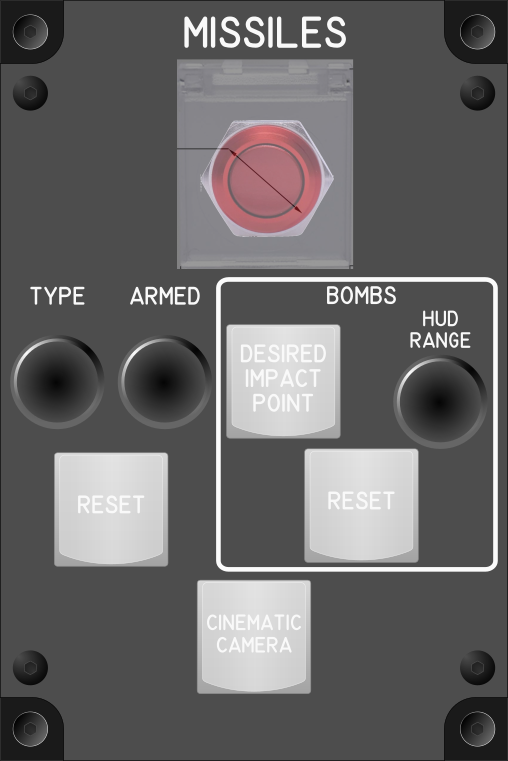 MISSILES
TYPE
ARMED
BOMBS
HUD
RANGE
DESIRED
IMPACT
POINT
RESET
RESET
CINEMATIC
CAMERA